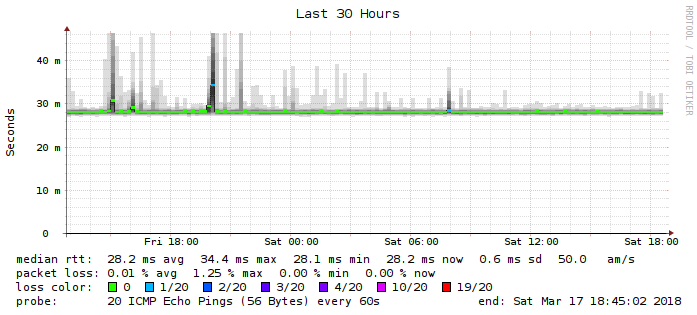 Last 30 Hours
RRDTOOL / TOBI OETIKER
Seconds
40 m
30 m
20 m
10 m
0
Fri 18:00 Sat 00:00 Sat 06:00 Sat 12:00 Sat 18:00
median rtt: 28.2 ms avg 34.4 ms max 28.1 ms min 28.2 ms now 0.6 ms sd 50.0 am/s
packet loss: 0.01 % avg 1.25 % max 0.00 % min 0.00 % now
loss color: 0 1/20 2/20 3/20 4/20 10/20 19/20
probe: 20 ICMP Echo Pings (56 Bytes) every 60s end: Sat Mar 17 18:45:02 2018